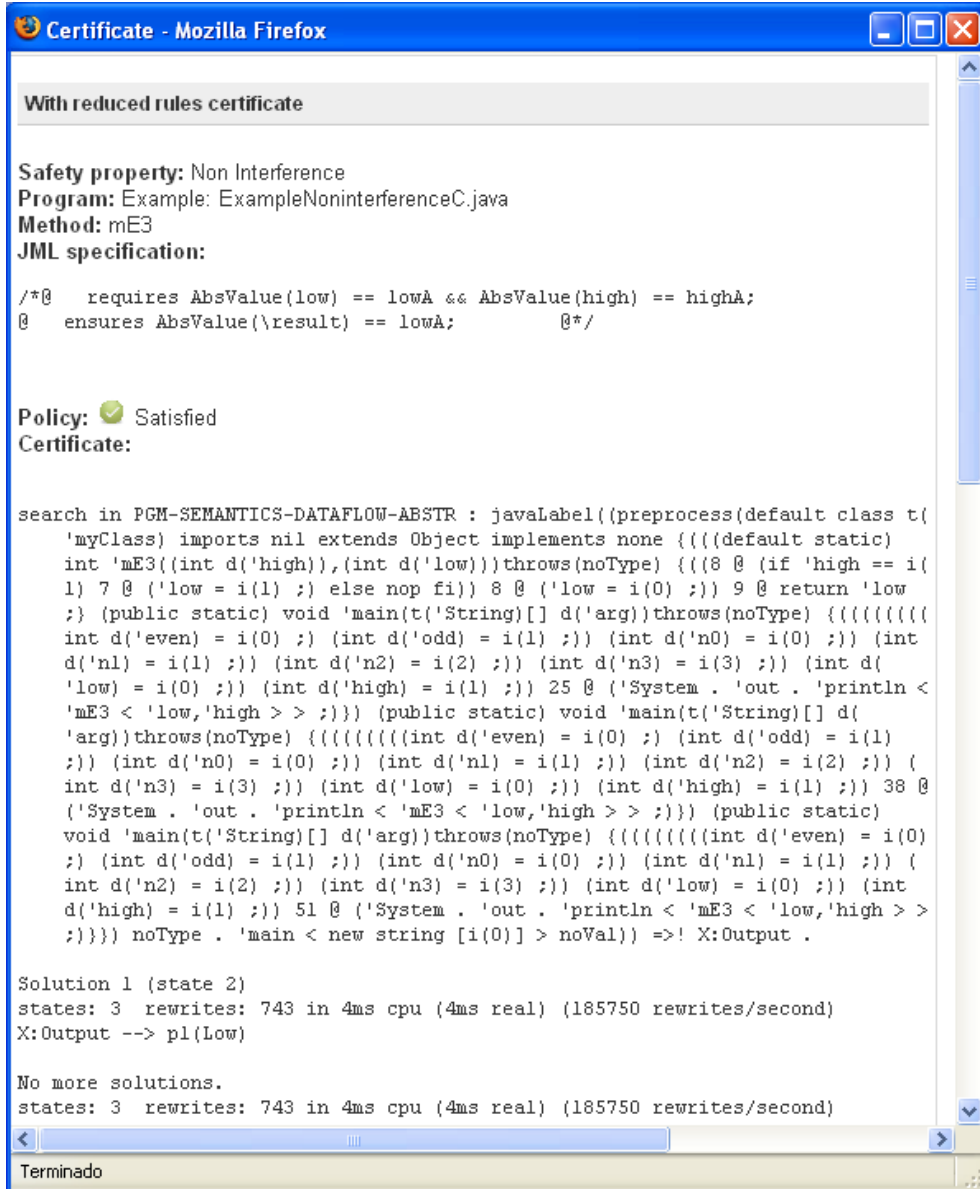 Certificate - Mozilla Firefox
With reduced rules certificate
Safety property: Non Interference
Program: Example: ExampleNoninterferenceC.java
Method: mE3
JML specification:
/*@   requires AbsValue(low) == lowA && AbsValue(high) == highA;
@   ensures AbsValue(\result) == lowA;          @*/
Policy: Satisfied
Certificate:
search in PGM-SEMANTICS-DATAFLOW-ABSTR : javaLabel((preprocess(default class t(
'myClass) imports nil extends Object implements none {((((default static)
int 'mE3((int d('high)),(int d('low)))throws(noType) {((8 @ (if 'high == i(
1) 7 @ ('low = i(1) ;) else nop fi)) 8 @ ('low = i(0) ;)) 9 @ return 'low
;} (public static) void 'main(t('String)[] d('arg))throws(noType) {(((((((((
int d('even) = i(0) ;) (int d('odd) = i(1) ;)) (int d('n0) = i(0) ;)) (int
d('n1) = i(1) ;)) (int d('n2) = i(2) ;)) (int d('n3) = i(3) ;)) (int d(
'low) = i(0) ;)) (int d('high) = i(1) ;)) 25 @ ('System . 'out . 'println <
'mE3 < 'low,'high > > ;)}) (public static) void 'main(t('String)[] d(
'arg))throws(noType) {(((((((((int d('even) = i(0) ;) (int d('odd) = i(1)
;)) (int d('n0) = i(0) ;)) (int d('n1) = i(1) ;)) (int d('n2) = i(2) ;)) (
int d('n3) = i(3) ;)) (int d('low) = i(0) ;)) (int d('high) = i(1) ;)) 38 @
('System . 'out . 'println < 'mE3 < 'low,'high > > ;)}) (public static)
void 'main(t('String)[] d('arg))throws(noType) {(((((((((int d('even) = i(0)
;) (int d('odd) = i(1) ;)) (int d('n0) = i(0) ;)) (int d('n1) = i(1) ;)) (
int d('n2) = i(2) ;)) (int d('n3) = i(3) ;)) (int d('low) = i(0) ;)) (int
d('high) = i(1) ;)) 51 @ ('System . 'out . 'println < 'mE3 < 'low,'high > >
;)}}) noType . 'main < new string [i(0)] > noVal)) =>! X:Output .
Solution 1 (state 2)
states: 3  rewrites: 743 in 4ms cpu (4ms real) (185750 rewrites/second)
X:Output --> pl(Low)
No more solutions.
states: 3  rewrites: 743 in 4ms cpu (4ms real) (185750 rewrites/second)
Terminado